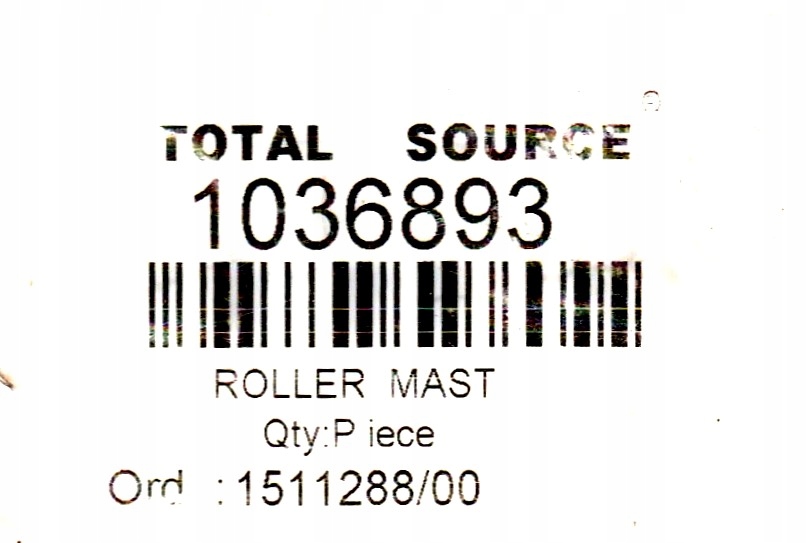 TOTAL SOURCE
1036893
ROLLER MAST
Qty:P iece
Ord :1511288/00